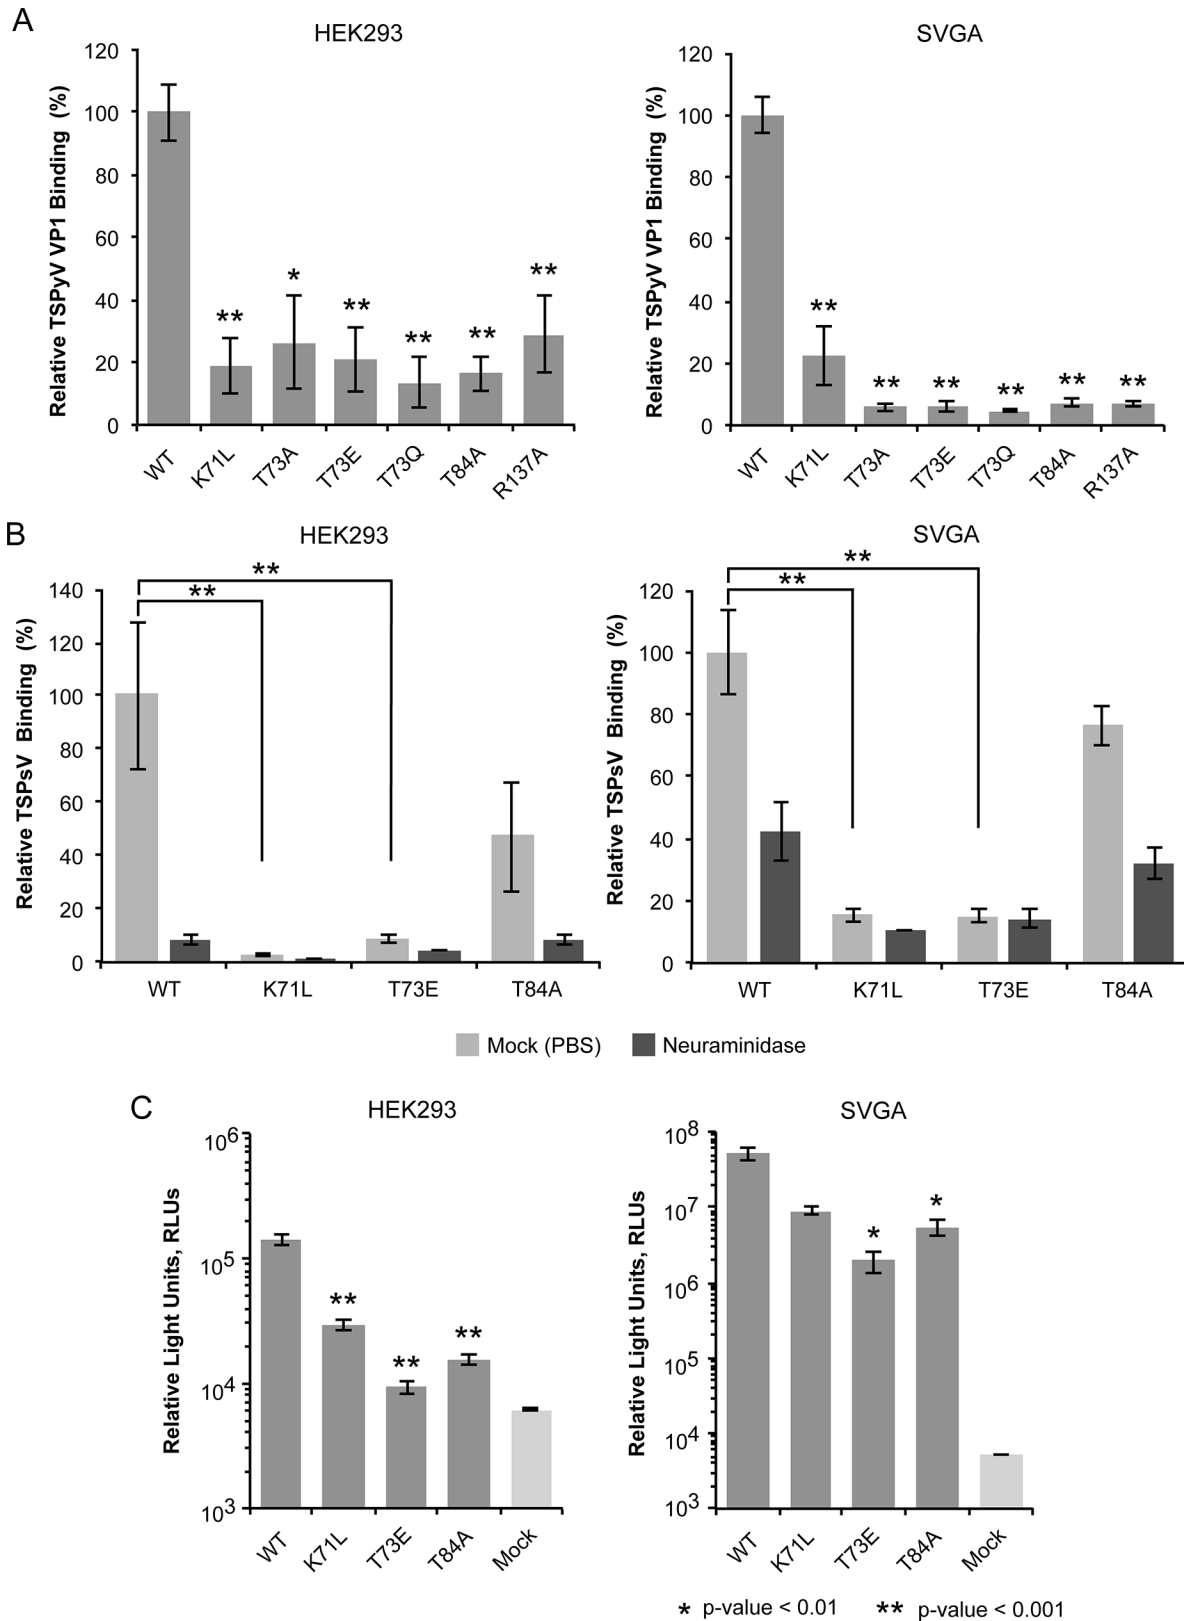 A
HEK293
SVGA
Relative TSPyV VP1 Binding (%)
120
100
80
60
40
20
0
**
*
**
**
**
**
WT
K71L
T73A
T73E
T73Q
T84A
R137A
Relative TSPyV VP1 Binding (%)
120
100
80
60
40
20
0
**
**
**
**
**
**
WT
K71L
T73A
T73E
T73Q
T84A
R137A
B
HEK293
SVGA
Relative TSPsV Binding (%)
140
120
100
80
60
40
20
0
**
**
WT
K71L
T73E
T84A
Relative TSPsV Binding (%)
120
100
80
60
40
20
0
**
**
WT
K71L
T73E
T84A
Mock (PBS)
Neuraminidase
C
HEK293
SVGA
Relative Light Units, RLUs
10⁶
10⁵
10⁴
10³
**
**
**
WT
K71L
T73E
T84A
Mock
Relative Light Units, RLUs
10⁸
10⁷
10⁶
10⁵
10⁴
10³
*
*
WT
K71L
T73E
T84A
Mock
* p-value < 0.01
** p-value < 0.001